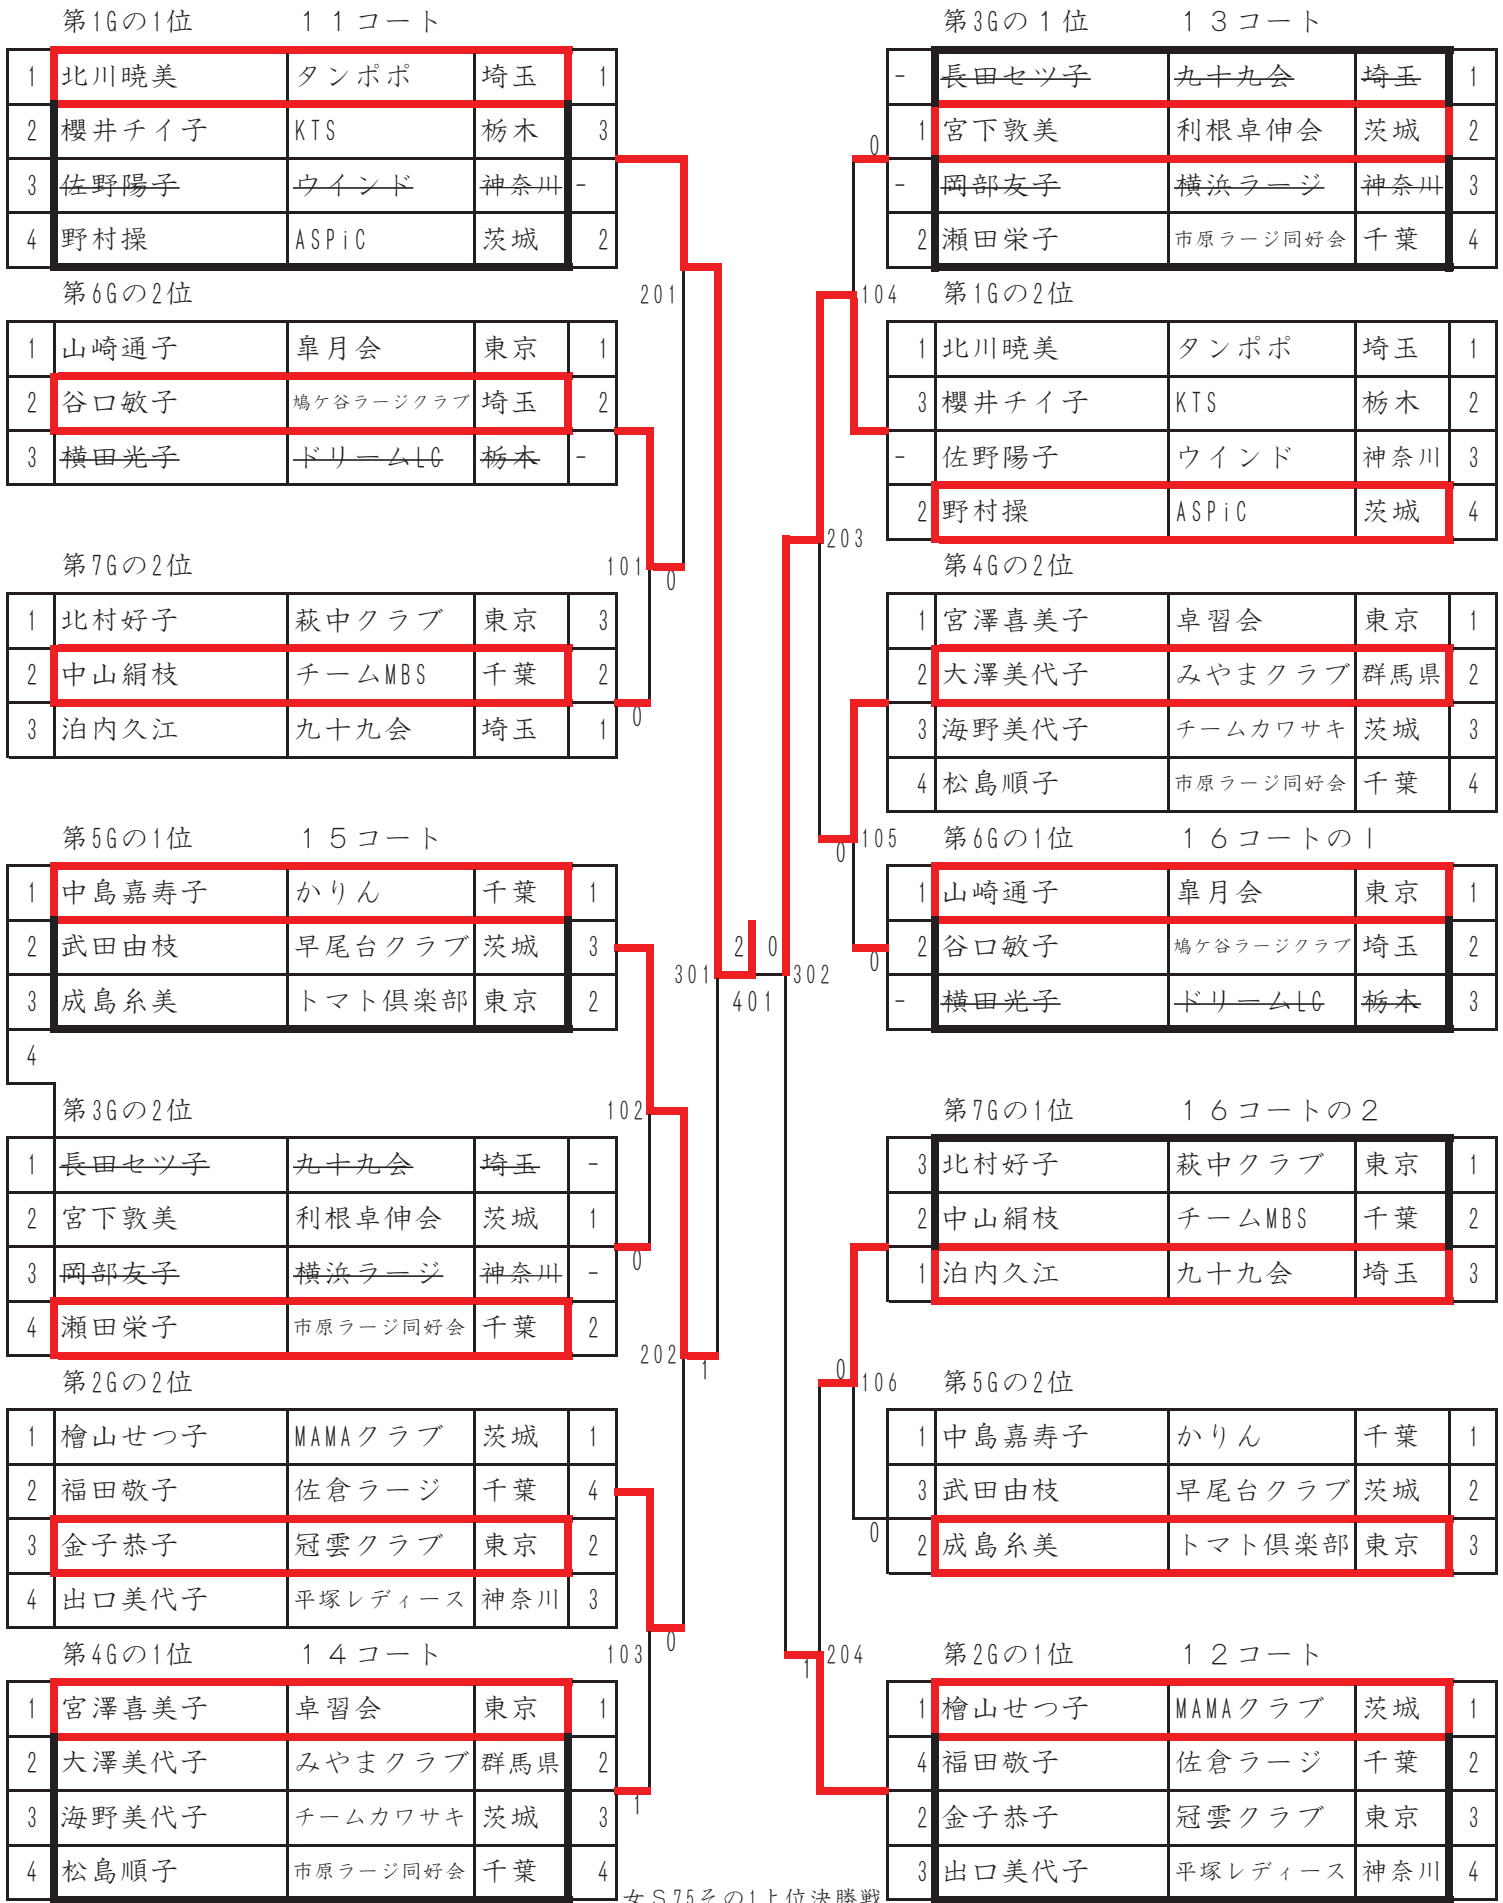 第1Gの1位 11コート
1 北川暁美 タンポポ 埼玉 1
2 櫻井チイ子 KTS 栃木 3
3 佐野陽子 ウインド 神奈川 -
4 野村操 ASPiC 茨城 2
第6Gの2位
1 山崎通子 皐月会 東京 1
2 谷口敏子 鳩ケ谷ラージクラブ 埼玉 2
3 横田光子 ドリームLC 栃木 -
第7Gの2位
1 北村好子 萩中クラブ 東京 3
2 中山絹枝 チームMBS 千葉 2
3 泊内久江 九十九会 埼玉 1
第5Gの1位 15コート
1 中島嘉寿子 かりん 千葉 1
2 武田由枝 早尾台クラブ 茨城 3
3 成島糸美 トマト倶楽部 東京 2
4
第3Gの2位
1 長田セツ子 九十九会 埼玉 -
2 宮下敦美 利根卓伸会 茨城 1
3 岡部友子 横浜ラージ 神奈川 -
4 瀬田栄子 市原ラージ同好会 千葉 2
第2Gの2位
1 檜山せつ子 MAMAクラブ 茨城 1
2 福田敬子 佐倉ラージ 千葉 4
3 金子恭子 冠雲クラブ 東京 2
4 出口美代子 平塚レディース 神奈川 3
第4Gの1位 14コート
1 宮澤喜美子 卓習会 東京 1
2 大澤美代子 みやまクラブ 群馬県 2
3 海野美代子 チームカワサキ 茨城 3
4 松島順子 市原ラージ同好会 千葉 4
201
101
0
0
102
0
202
1
103
0
1
301
2 0
401
302
0
104
203
105
0
0
0
106
0
204
1
第3Gの1位 13コート
- 長田セツ子 九十九会 埼玉 1
1 宮下敦美 利根卓伸会 茨城 2
- 岡部友子 横浜ラージ 神奈川 3
2 瀬田栄子 市原ラージ同好会 千葉 4
第1Gの2位
1 北川暁美 タンポポ 埼玉 1
3 櫻井チイ子 KTS 栃木 2
- 佐野陽子 ウインド 神奈川 3
2 野村操 ASPiC 茨城 4
第4Gの2位
1 宮澤喜美子 卓習会 東京 1
2 大澤美代子 みやまクラブ 群馬県 2
3 海野美代子 チームカワサキ 茨城 3
4 松島順子 市原ラージ同好会 千葉 4
第6Gの1位 16コートの1
1 山崎通子 皐月会 東京 1
2 谷口敏子 鳩ケ谷ラージクラブ 埼玉 2
- 横田光子 ドリームLC 栃木 3
第7Gの1位 16コートの2
3 北村好子 萩中クラブ 東京 1
2 中山絹枝 チームMBS 千葉 2
1 泊内久江 九十九会 埼玉 3
第5Gの2位
1 中島嘉寿子 かりん 千葉 1
3 武田由枝 早尾台クラブ 茨城 2
2 成島糸美 トマト倶楽部 東京 3
第2Gの1位 12コート
1 檜山せつ子 MAMAクラブ 茨城 1
4 福田敬子 佐倉ラージ 千葉 2
2 金子恭子 冠雲クラブ 東京 3
3 出口美代子 平塚レディース 神奈川 4
女S75その1上位決勝戦